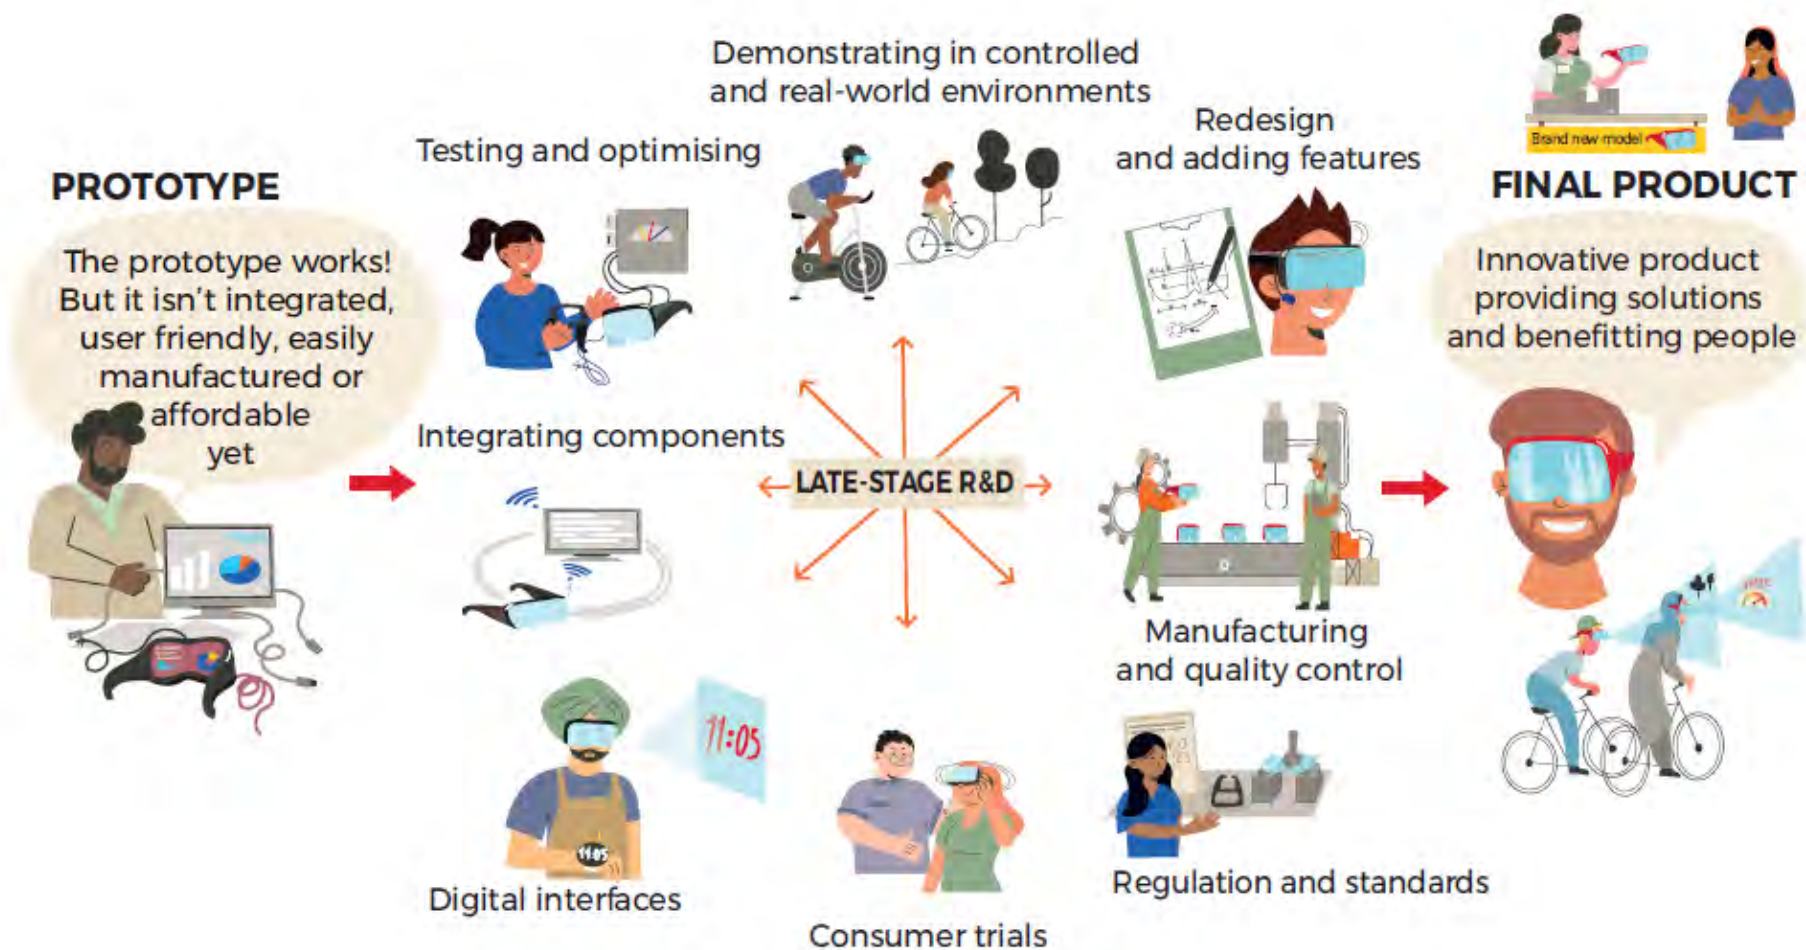 PROTOTYPE
The prototype works!
But it isn't integrated,
user friendly, easily
manufactured or
affordable
yet
Testing and optimising
Integrating components
Digital interfaces
11:05
11:05
Demonstrating in controlled
and real-world environments
LATE-STAGE R&D
Consumer trials
Redesign
and adding features
Manufacturing
and quality control
Regulation and standards
Brand new model
FINAL PRODUCT
Innovative product
providing solutions
and benefitting people